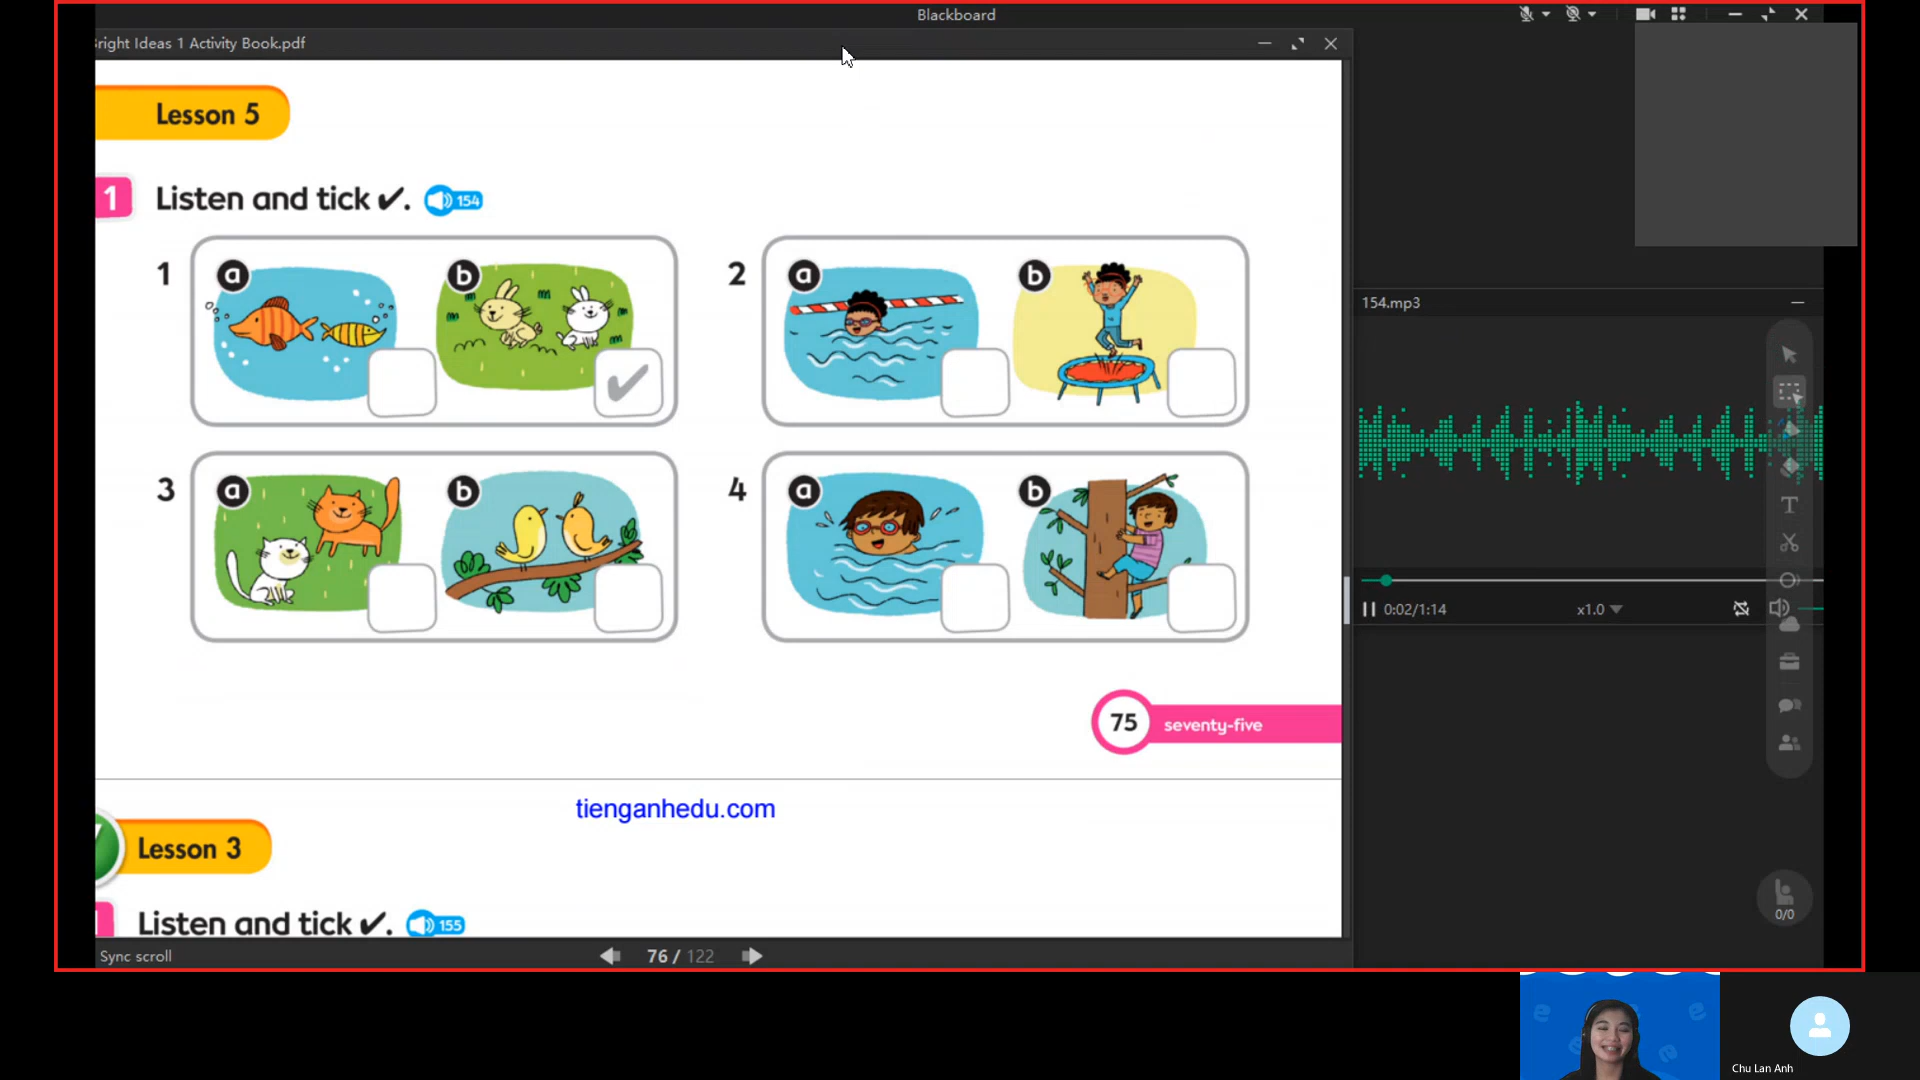 Blackboard
Bright Ideas 1 Activity Book.pdf
Lesson 5
1 Listen and tick ✔. 154
1 a b
2 a b
3 a b
4 a b
75 seventy-five
tienganhedu.com
Lesson 3
Listen and tick ✔. 155
Sync scroll
76 / 122
154.mp3
0:02/1:14
x1.0
T
0/0
Chu Lan Anh